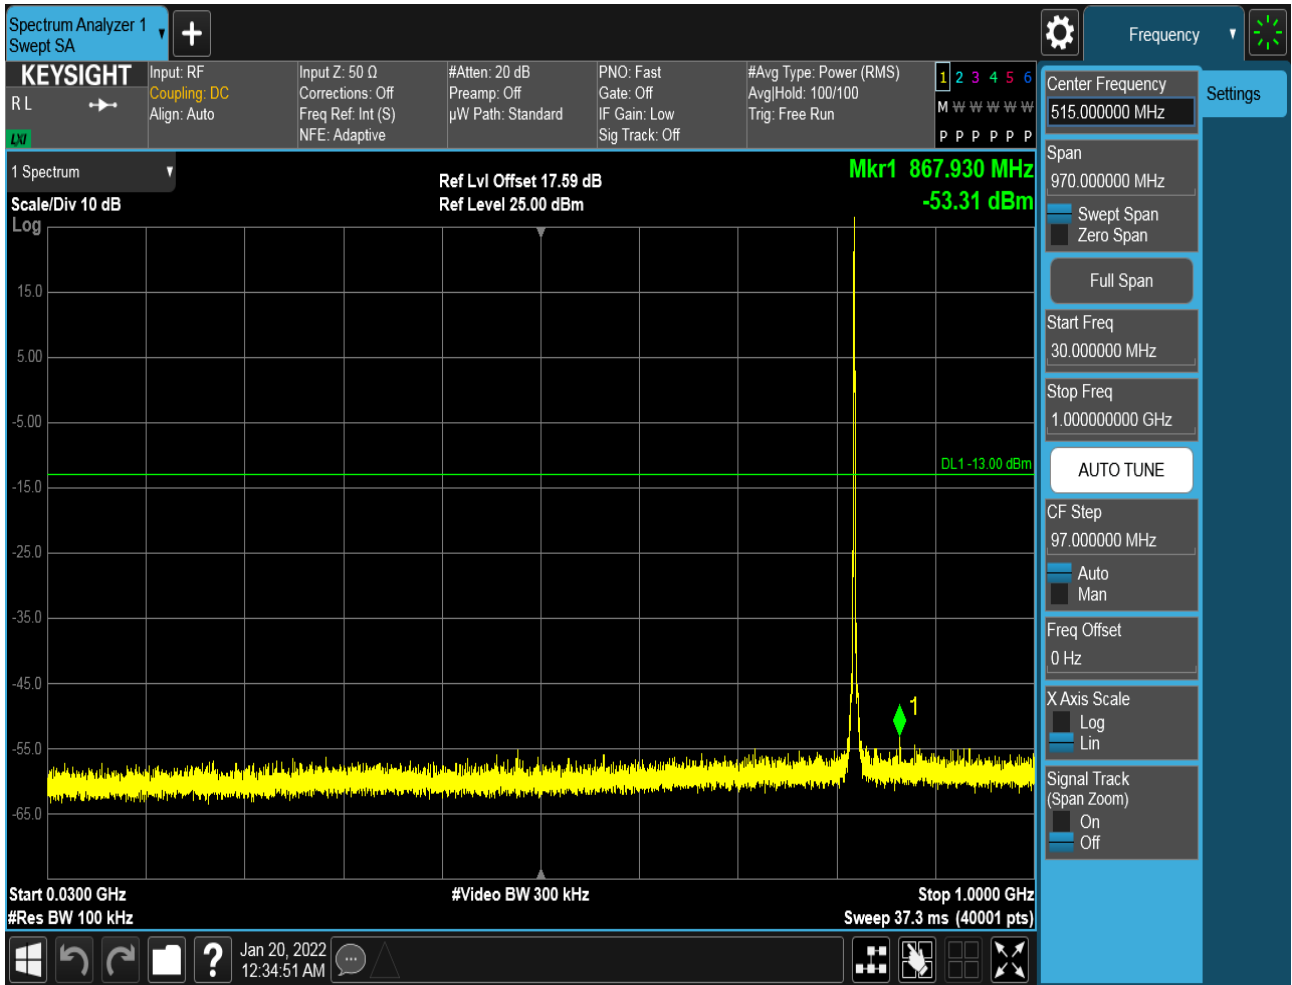 Spectrum Analyzer 1
Swept SA
Frequency
KEYSIGHT
R L
LXI
Input: RF
Coupling: DC
Align: Auto
Input Z: 50 Ω
Corrections: Off
Freq Ref: Int (S)
NFE: Adaptive
#Atten: 20 dB
Preamp: Off
µW Path: Standard
PNO: Fast
Gate: Off
IF Gain: Low
Sig Track: Off
#Avg Type: Power (RMS)
Avg|Hold: 100/100
Trig: Free Run
1 2 3 4 5 6
M W W W W W
P P P P P P
1 Spectrum
Scale/Div 10 dB
Log
Ref Lvl Offset 17.59 dB
Ref Level 25.00 dBm
Mkr1 867.930 MHz
-53.31 dBm
15.0
5.00
-5.00
-15.0
-25.0
-35.0
-45.0
-55.0
-65.0
DL1 -13.00 dBm
1
Start 0.0300 GHz
#Res BW 100 kHz
#Video BW 300 kHz
Stop 1.0000 GHz
Sweep 37.3 ms (40001 pts)
Center Frequency
515.000000 MHz
Settings
Span
970.000000 MHz
Swept Span
Zero Span
Full Span
Start Freq
30.000000 MHz
Stop Freq
1.000000000 GHz
AUTO TUNE
CF Step
97.000000 MHz
Auto
Man
Freq Offset
0 Hz
X Axis Scale
Log
Lin
Signal Track
(Span Zoom)
On
Off
?
Jan 20, 2022
12:34:51 AM